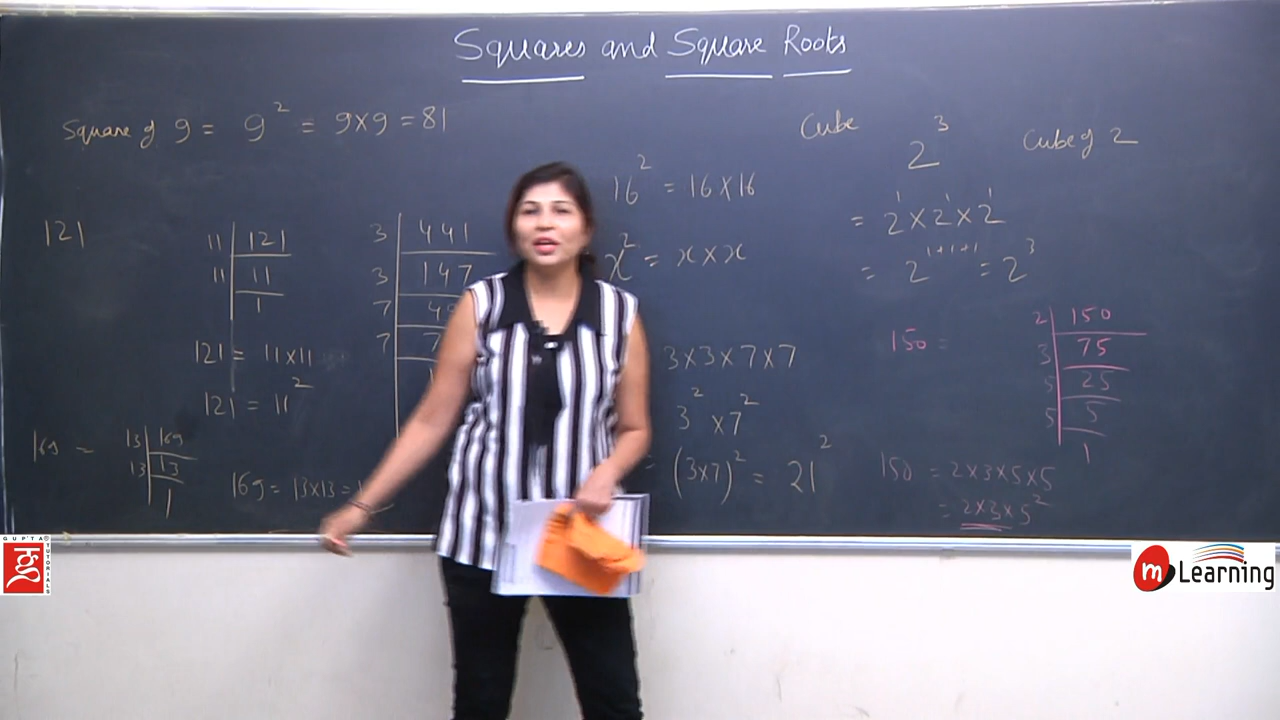 Squares and Square Roots
Square of 9 = 9² = 9×9 = 81
Cube
2³
Cube of 2
16² = 16×16
= 2¹×2¹×2¹
= 2¹⁺¹⁺¹ = 2³
x² = x×x
121
11 | 121
11 | 11
1
121 = 11×11
121 = 11²
3 | 441
3 | 147
7
7
3×3×7×7
3² ×7²
= (3×7)² = 21²
169 =
13 | 169
13 | 13
1
169 = 13×13 =
150 =
2 | 150
3 | 75
5 | 25
5 | 5
1
150 = 2×3×5×5
= 2×3×5²
GUPTA TUTORIALS
m Learning